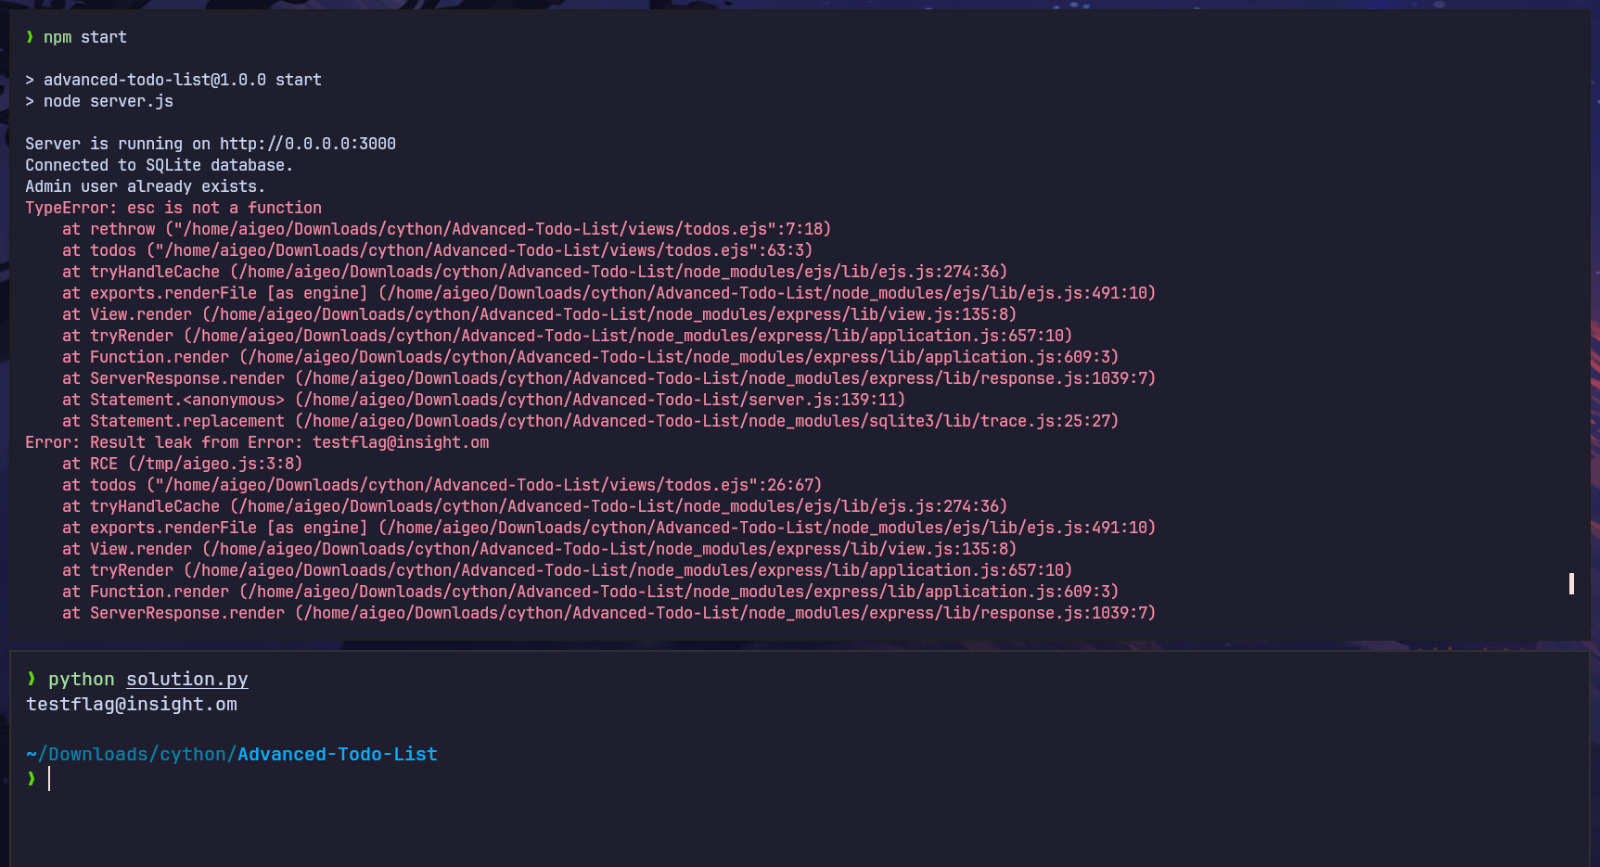 ❯ npm start
> advanced-todo-list@1.0.0 start
> node server.js
Server is running on http://0.0.0.0:3000
Connected to SQLite database.
Admin user already exists.
TypeError: esc is not a function
    at rethrow ("/home/aigeo/Downloads/cython/Advanced-Todo-List/views/todos.ejs":7:18)
    at todos ("/home/aigeo/Downloads/cython/Advanced-Todo-List/views/todos.ejs":63:3)
    at tryHandleCache (/home/aigeo/Downloads/cython/Advanced-Todo-List/node_modules/ejs/lib/ejs.js:274:36)
    at exports.renderFile [as engine] (/home/aigeo/Downloads/cython/Advanced-Todo-List/node_modules/ejs/lib/ejs.js:491:10)
    at View.render (/home/aigeo/Downloads/cython/Advanced-Todo-List/node_modules/express/lib/view.js:135:8)
    at tryRender (/home/aigeo/Downloads/cython/Advanced-Todo-List/node_modules/express/lib/application.js:657:10)
    at Function.render (/home/aigeo/Downloads/cython/Advanced-Todo-List/node_modules/express/lib/application.js:609:3)
    at ServerResponse.render (/home/aigeo/Downloads/cython/Advanced-Todo-List/node_modules/express/lib/response.js:1039:7)
    at Statement.<anonymous> (/home/aigeo/Downloads/cython/Advanced-Todo-List/server.js:139:11)
    at Statement.replacement (/home/aigeo/Downloads/cython/Advanced-Todo-List/node_modules/sqlite3/lib/trace.js:25:27)
Error: Result leak from Error: testflag@insight.om
    at RCE (/tmp/aigeo.js:3:8)
    at todos ("/home/aigeo/Downloads/cython/Advanced-Todo-List/views/todos.ejs":26:67)
    at tryHandleCache (/home/aigeo/Downloads/cython/Advanced-Todo-List/node_modules/ejs/lib/ejs.js:274:36)
    at exports.renderFile [as engine] (/home/aigeo/Downloads/cython/Advanced-Todo-List/node_modules/ejs/lib/ejs.js:491:10)
    at View.render (/home/aigeo/Downloads/cython/Advanced-Todo-List/node_modules/express/lib/view.js:135:8)
    at tryRender (/home/aigeo/Downloads/cython/Advanced-Todo-List/node_modules/express/lib/application.js:657:10)
    at Function.render (/home/aigeo/Downloads/cython/Advanced-Todo-List/node_modules/express/lib/application.js:609:3)
    at ServerResponse.render (/home/aigeo/Downloads/cython/Advanced-Todo-List/node_modules/express/lib/response.js:1039:7)
❯ python solution.py
testflag@insight.om
~/Downloads/cython/Advanced-Todo-List
❯